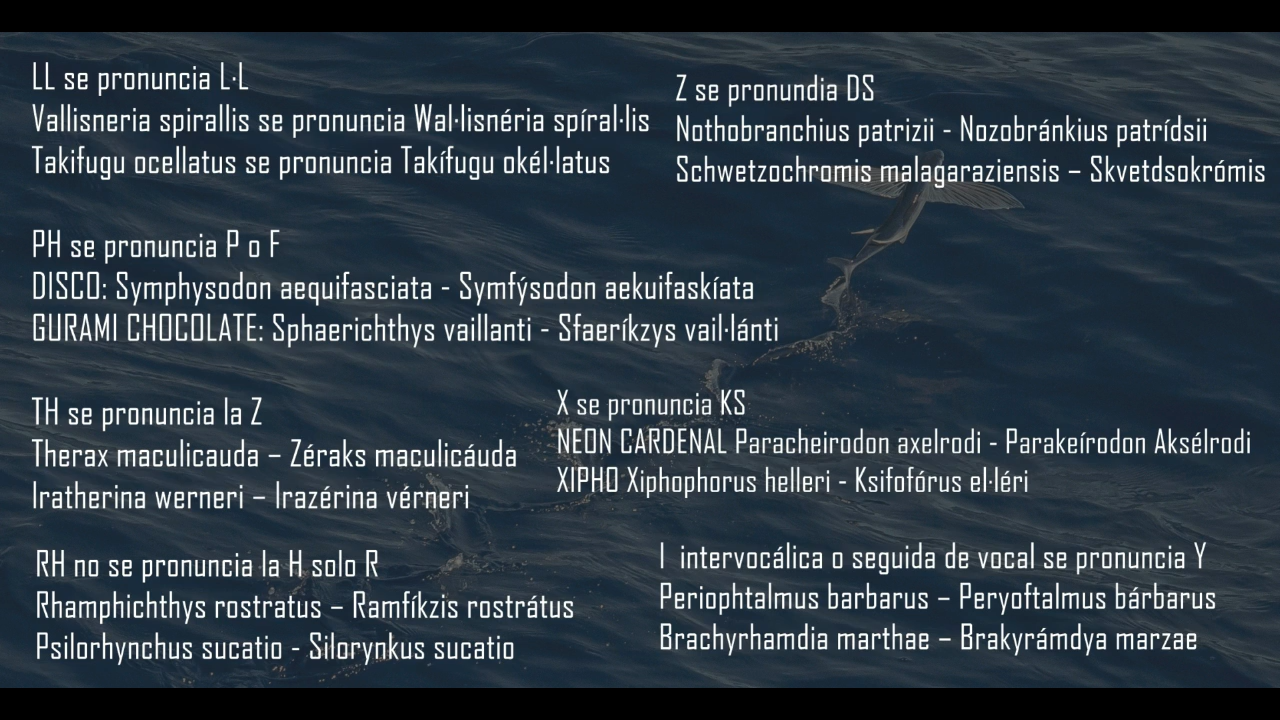 LL se pronuncia L·L
Vallisneria spirallis se pronuncia Wal·lisnéria spíral·lis
Takifugu ocellatus se pronuncia Takífugu okél·latus
Z se pronundia DS
Nothobranchius patrizii - Nozobránkius patrídsii
Schwetzochromis malagaraziensis – Skvetdsokrómis
PH se pronuncia P o F
DISCO: Symphysodon aequifasciata - Symfýsodon aekuifaskíata
GURAMI CHOCOLATE: Sphaerichthys vaillanti - Sfaeríkzys vail·lánti
TH se pronuncia la Z
Therax maculicauda – Zéraks maculicáuda
Iratherina werneri – Irazérina vérneri
X se pronuncia KS
NEON CARDENAL Paracheirodon axelrodi - Parakeírodon Aksélrodi
XIPHO Xiphophorus helleri - Ksifofórus el·léri
RH no se pronuncia la H solo R
Rhamphichthys rostratus – Ramfíkzis rostrátus
Psilorhynchus sucatio - Silorynkus sucatio
I intervocálica o seguida de vocal se pronuncia Y
Periophtalmus barbarus – Peryoftalmus bárbarus
Brachyrhamdia marthae – Brakyrámdya marzae